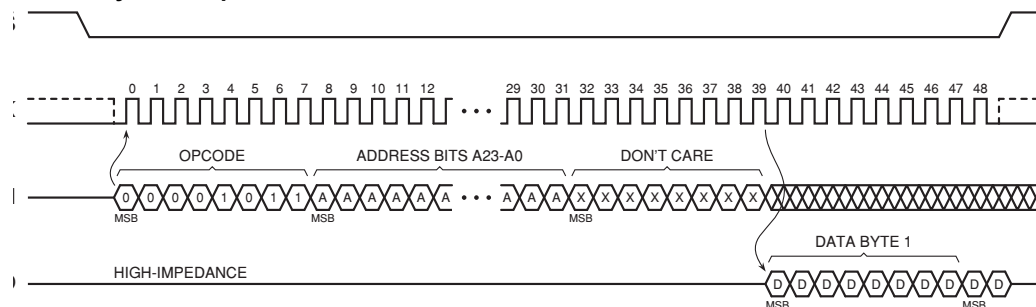 0 1 2 3 4 5 6 7 8 9 10 11 12 29 30 31 32 33 34 35 36 37 38 39 40 41 42 43 44 45 46 47 48
OPCODE ADDRESS BITS A23-A0 DON'T CARE
0 0 0 0 1 0 1 1 A A A A A A A A A X X X X X X X X
MSB MSB MSB
DATA BYTE 1
HIGH-IMPEDANCE
D D D D D D D D D D
MSB MSB